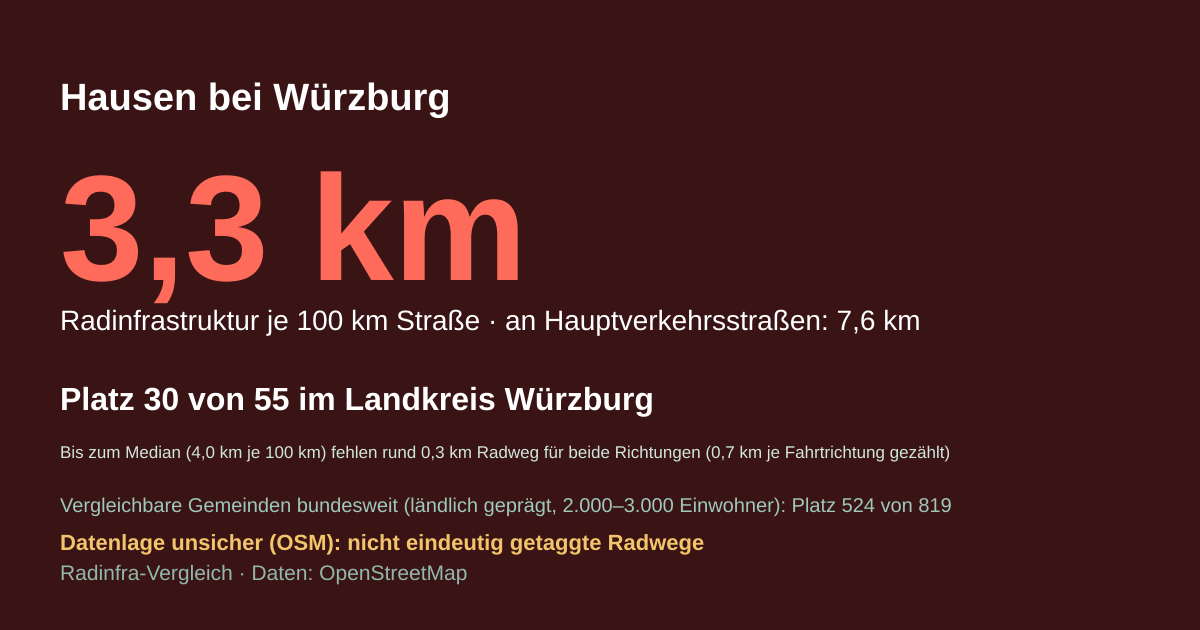 Hausen bei Würzburg
3,3 km
Radinfrastruktur je 100 km Straße · an Hauptverkehrsstraßen: 7,6 km
Platz 30 von 55 im Landkreis Würzburg
Bis zum Median (4,0 km je 100 km) fehlen rund 0,3 km Radweg für beide Richtungen (0,7 km je Fahrtrichtung gezählt)
Vergleichbare Gemeinden bundesweit (ländlich geprägt, 2.000–3.000 Einwohner): Platz 524 von 819
Datenlage unsicher (OSM): nicht eindeutig getaggte Radwege
Radinfra-Vergleich · Daten: OpenStreetMap